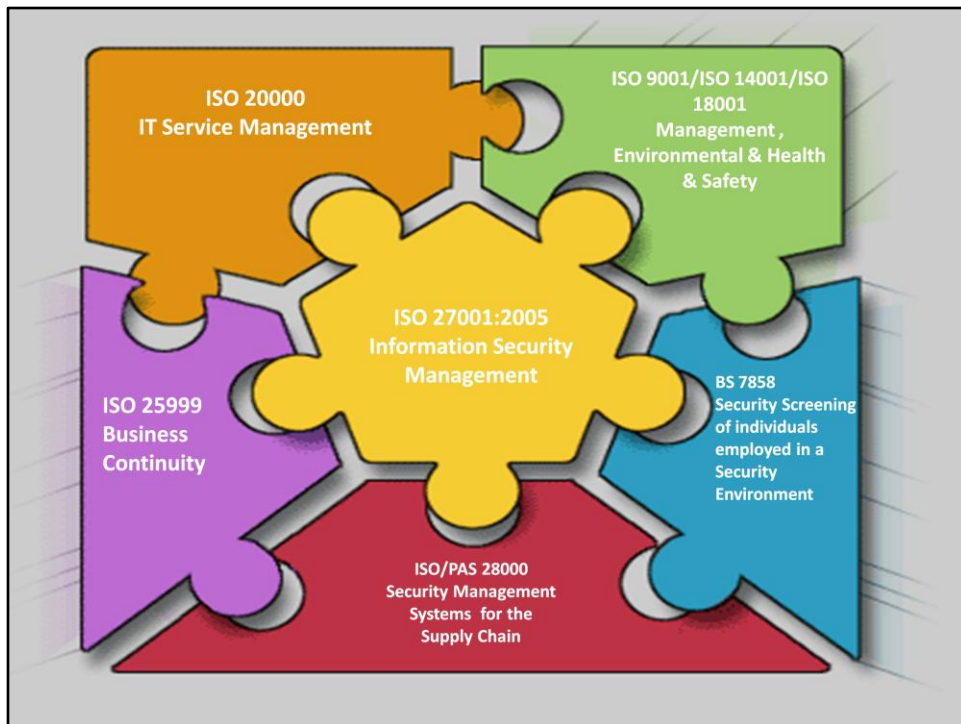 ISO 20000
IT Service Management
ISO 9001/ISO 14001/ISO
18001
Management ,
Environmental & Health
& Safety
ISO 27001:2005
Information Security
Management
ISO 25999
Business
Continuity
BS 7858
Security Screening
of individuals
employed in a
Security
Environment
ISO/PAS 28000
Security Management
Systems for the
Supply Chain